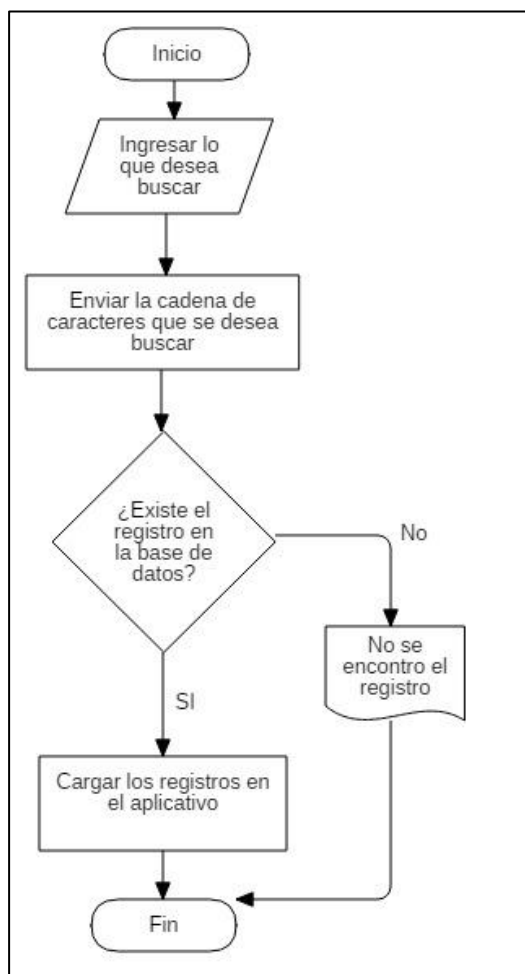 Inicio
Ingresar lo
que desea
buscar
Enviar la cadena de
caracteres que se desea
buscar
¿Existe el
registro en
la base de
datos?
No
No se
encontro el
registro
SI
Cargar los registros en
el aplicativo
Fin